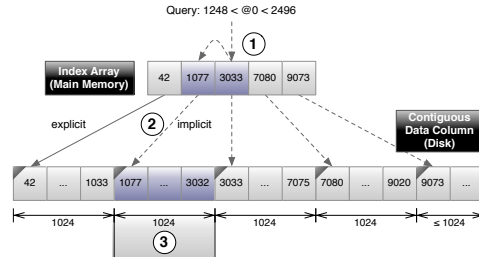 Query: 1248 < @0 < 2496
1
Index Array
(Main Memory)
42 1077 3033 7080 9073
explicit
2
implicit
Contiguous
Data Column
(Disk)
42 ... 1033 1077 ... 3032 3033 ... 7075 7080 ... 9020 9073 ...
1024 1024 1024 1024 ≤ 1024
3